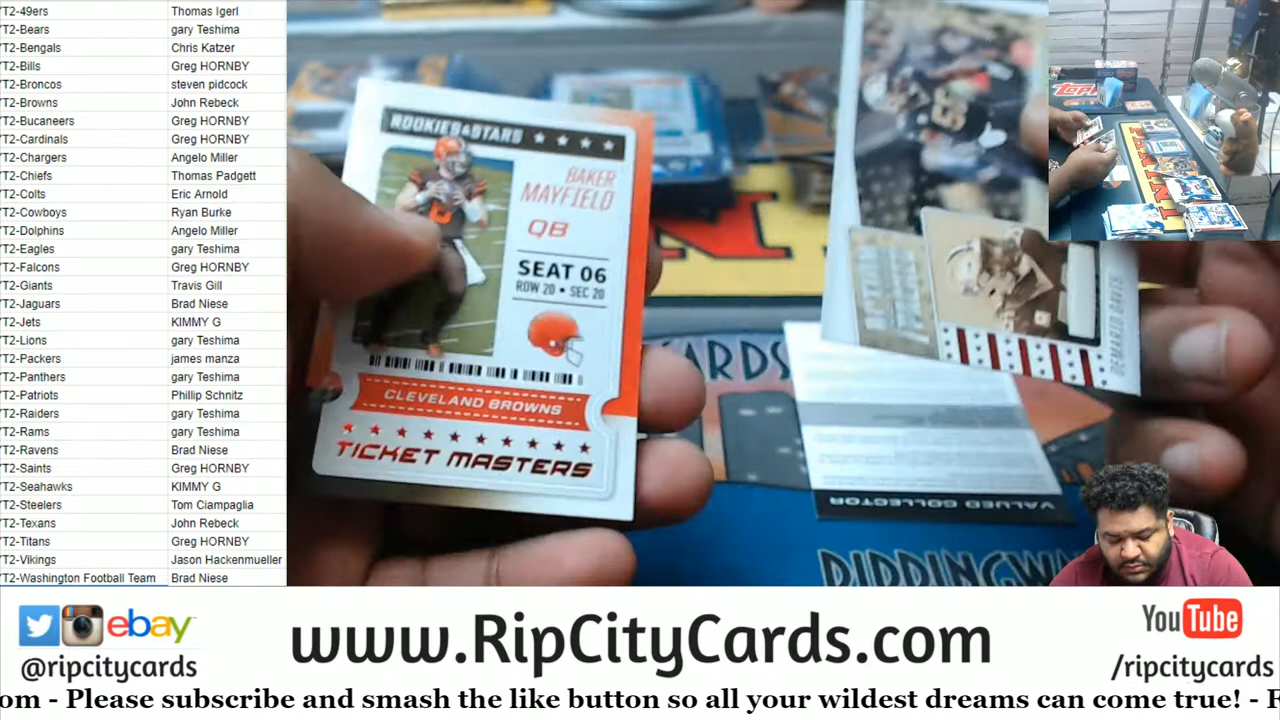 T2-49ers Thomas Igerl
T2-Bears gary Teshima
T2-Bengals Chris Katzer
T2-Bills Greg HORNBY
T2-Broncos steven pidcock
T2-Browns John Rebeck
T2-Bucaneers Greg HORNBY
T2-Cardinals Greg HORNBY
T2-Chargers Angelo Miller
T2-Chiefs Thomas Padgett
T2-Colts Eric Arnold
T2-Cowboys Ryan Burke
T2-Dolphins Angelo Miller
T2-Eagles gary Teshima
T2-Falcons Greg HORNBY
T2-Giants Travis Gill
T2-Jaguars Brad Niese
T2-Jets KIMMY G
T2-Lions gary Teshima
T2-Packers james manza
T2-Panthers gary Teshima
T2-Patriots Phillip Schnitz
T2-Raiders gary Teshima
T2-Rams gary Teshima
T2-Ravens Brad Niese
T2-Saints Greg HORNBY
T2-Seahawks KIMMY G
T2-Steelers Tom Ciampaglia
T2-Texans John Rebeck
T2-Titans Greg HORNBY
T2-Vikings Jason Hackenmueller
T2-Washington Football Team Brad Niese
ROOKIES&STARS
BAKER
MAYFIELD
QB
SEAT 06
ROW 20 • SEC 20
CLEVELAND BROWNS
TICKET MASTERS
CARDS
DEMARIO DAVIS
VALUED COLLECTOR
RIPPINGWA
TOPPS
PANINI
ebay
@ripcitycards
www.RipCityCards.com
YouTube
/ripcitycards
om - Please subscribe and smash the like button so all your wildest dreams can come true! - F